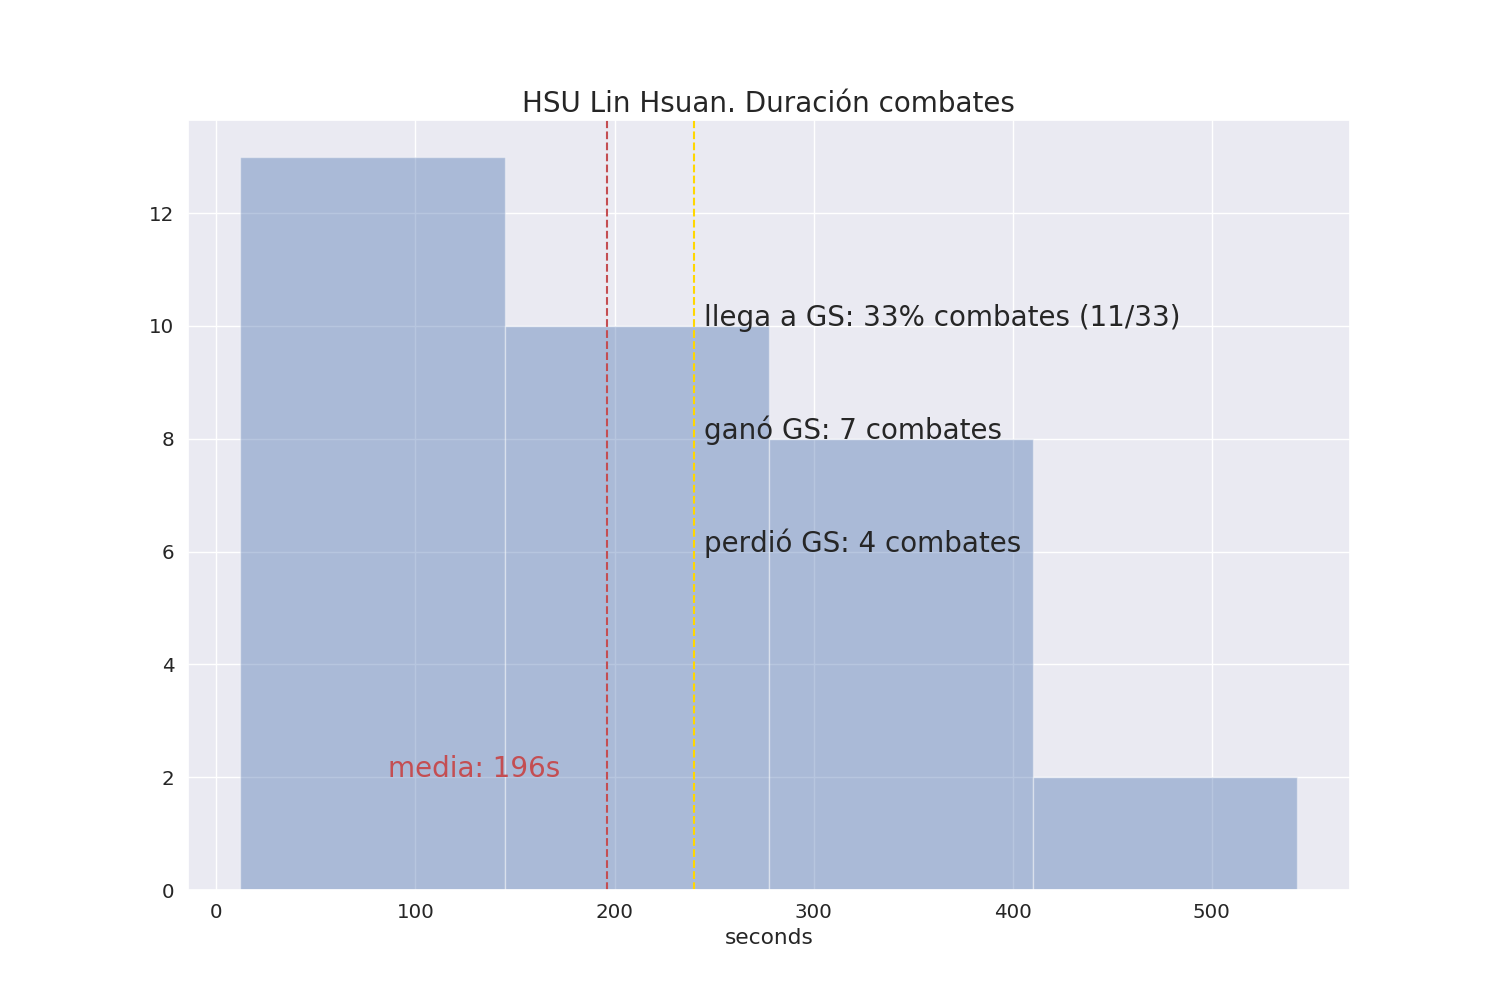 HSU Lin Hsuan. Duración combates
12
10
8
6
4
2
0
llega a GS: 33% combates (11/33)
ganó GS: 7 combates
perdió GS: 4 combates
media: 196s
0 100 200 300 400 500
seconds